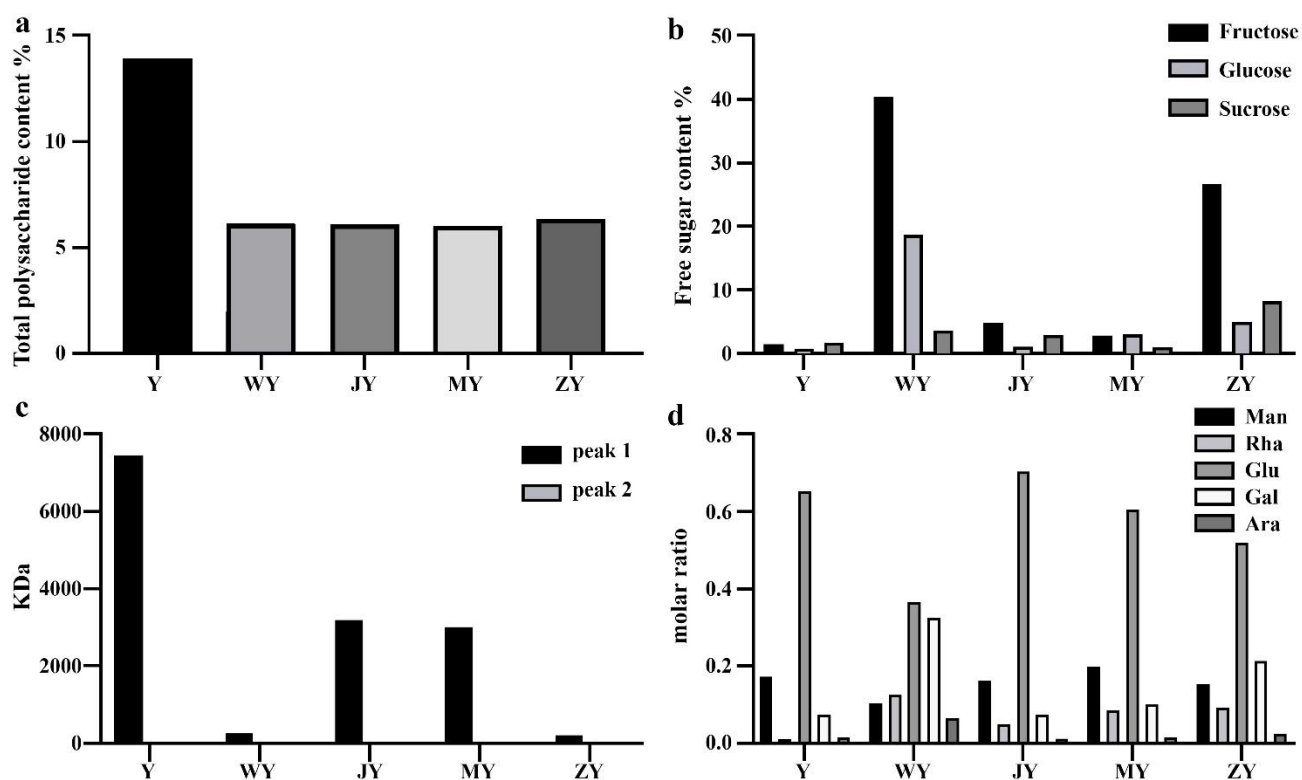 a
Total polysaccharide content %
15
10
5
0
Y WY JY MY ZY
b
Free sugar content %
50
40
30
20
10
0
Fructose
Glucose
Sucrose
Y WY JY MY ZY
c
KDa
8000
6000
4000
2000
0
peak 1
peak 2
Y WY JY MY ZY
d
molar ratio
0.8
0.6
0.4
0.2
0.0
Man
Rha
Glu
Gal
Ara
Y WY JY MY ZY